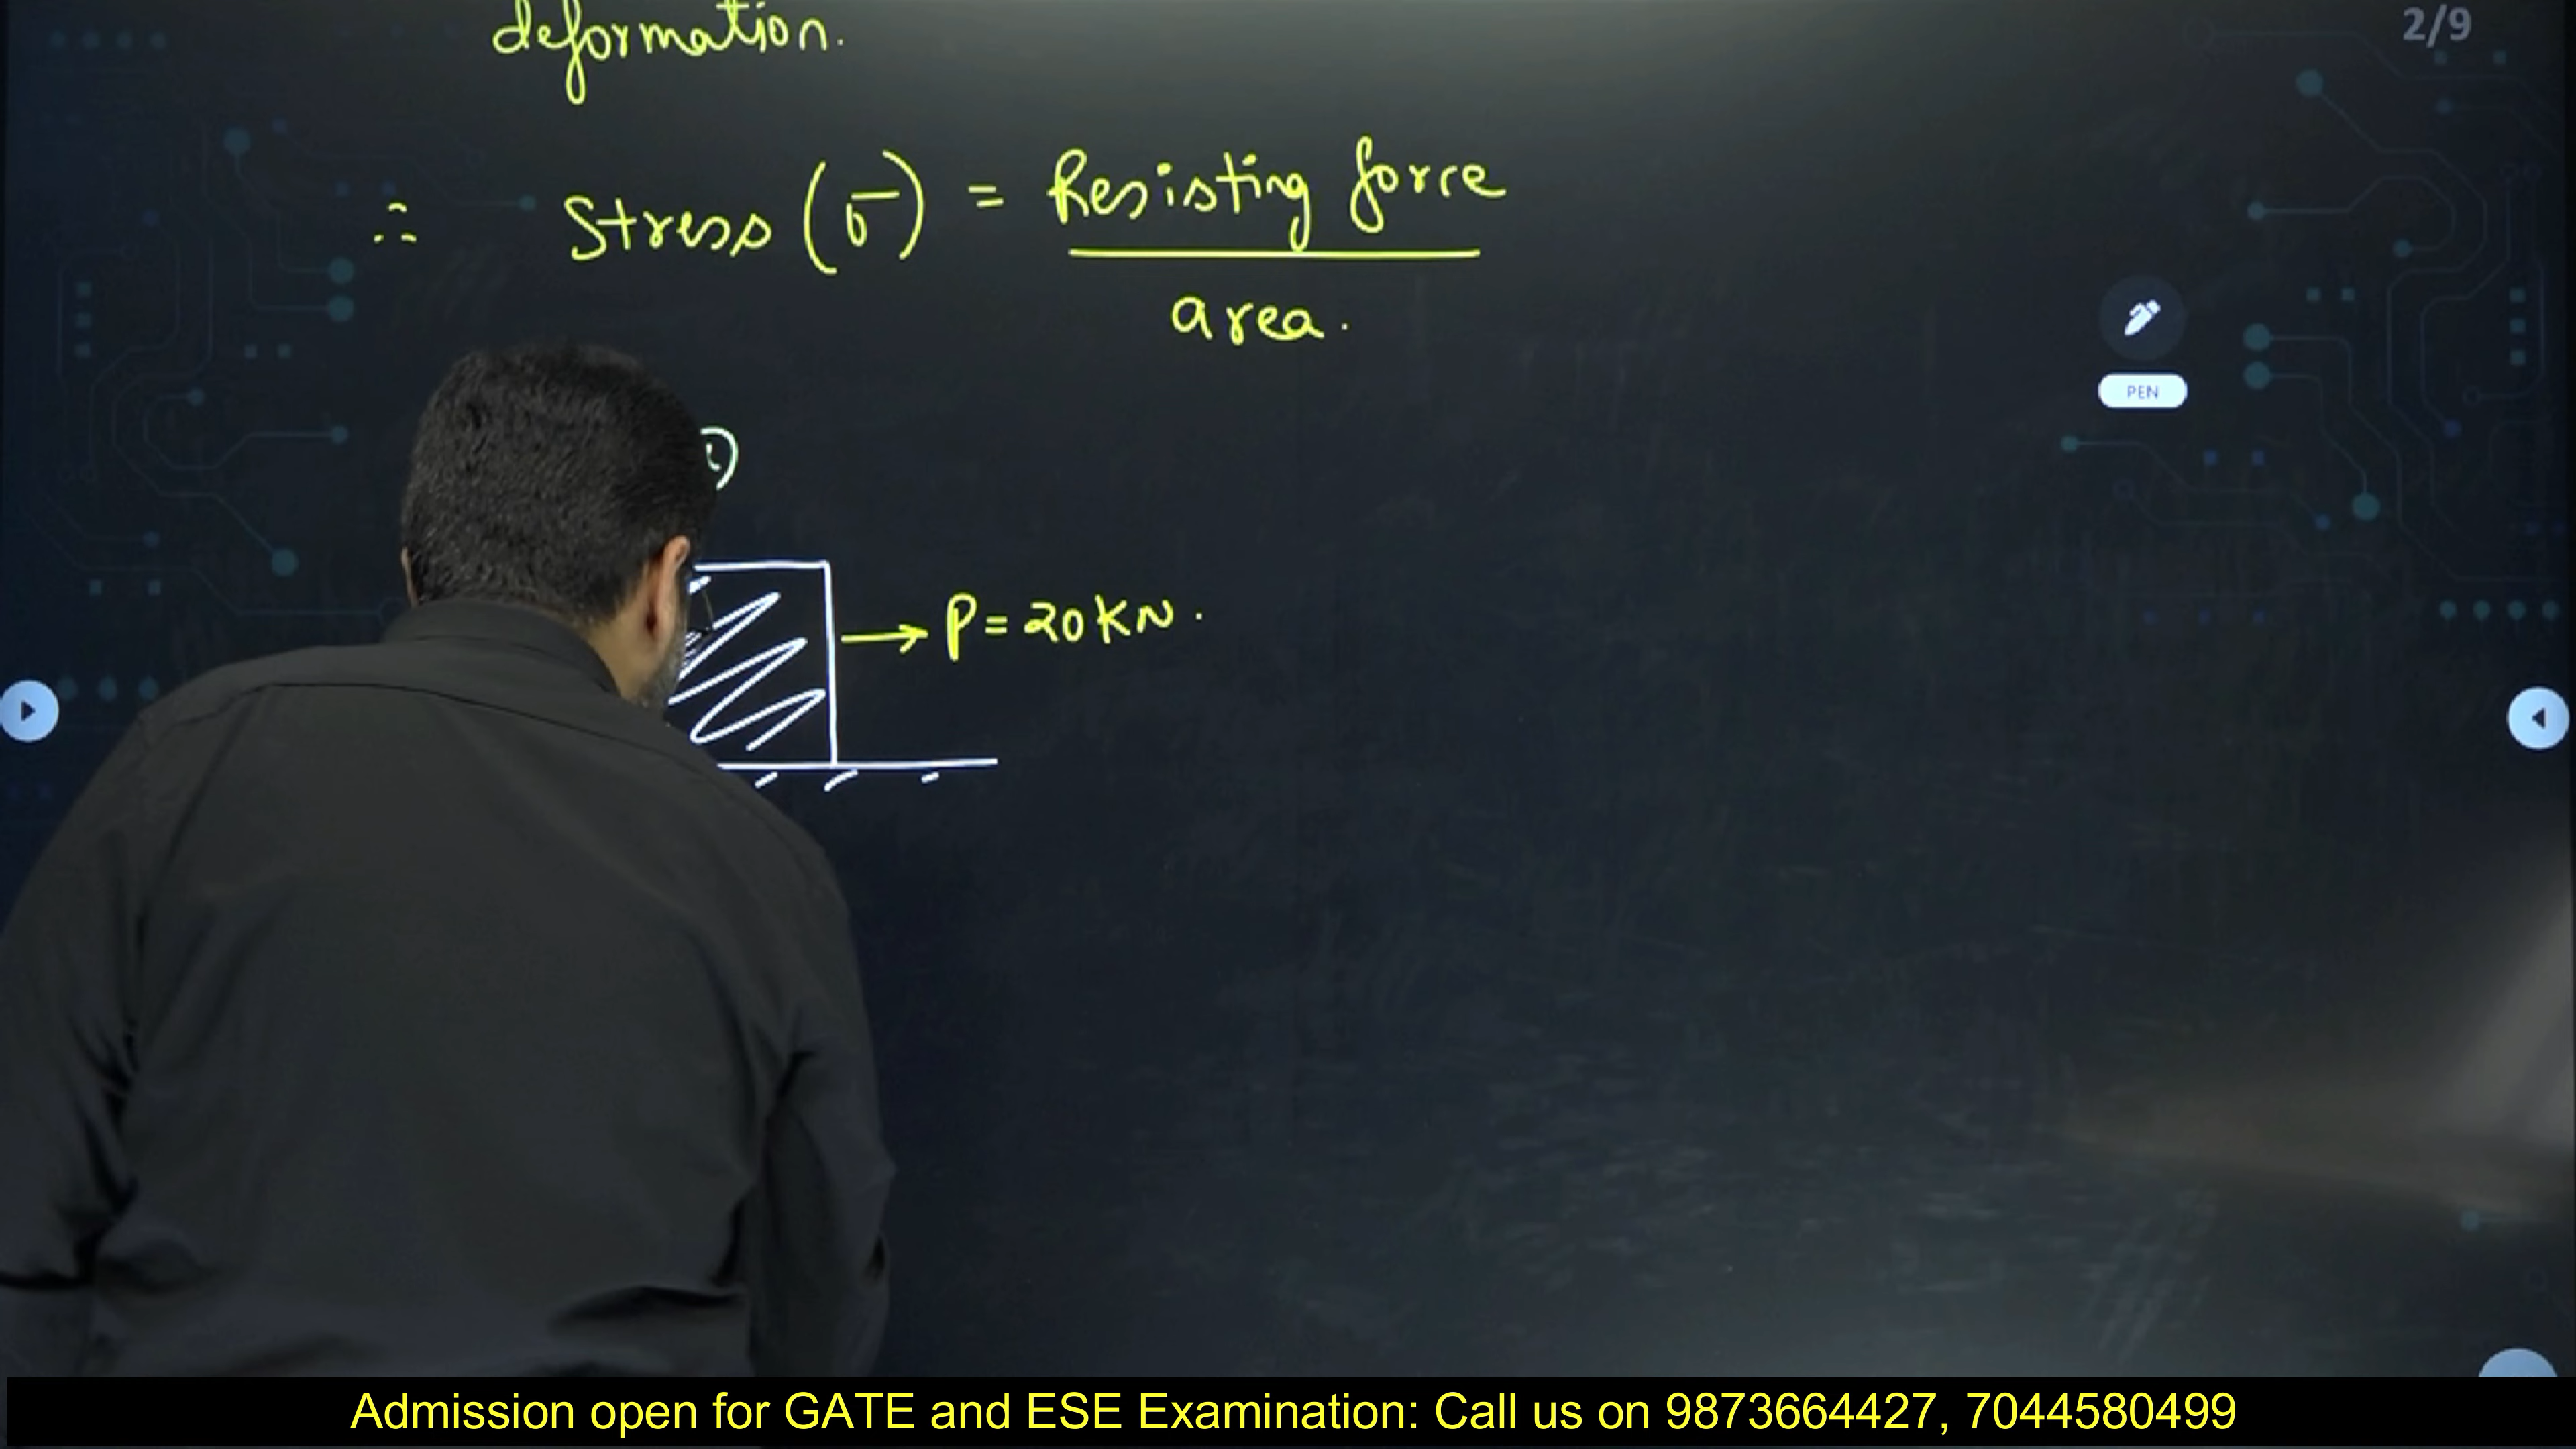 2/9
deformation.
∴ Stress (σ) = Resisting force
area.
PEN
→ P = 20 KN.
Admission open for GATE and ESE Examination: Call us on 9873664427, 7044580499